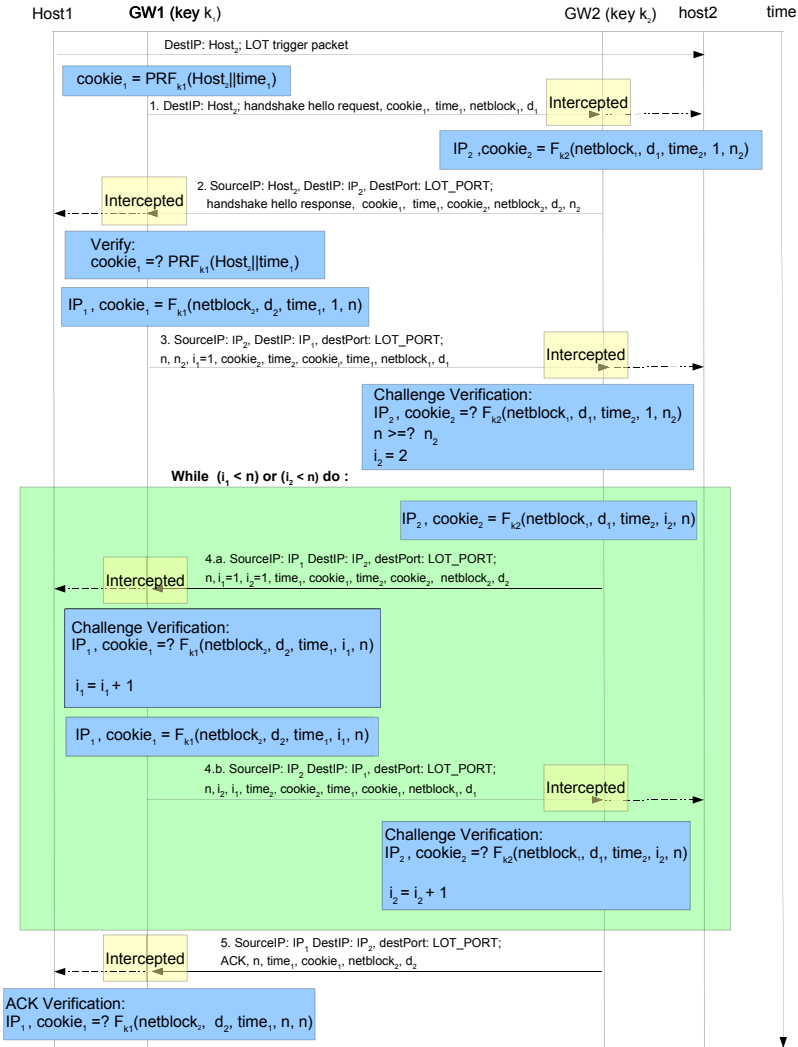 Host1 GW1 (key k₁) GW2 (key k₂) host2 time
DestIP: Host₂; LOT trigger packet
cookie₁ = PRFₖ₁(Host₂||time₁)
1. DestIP: Host₂; handshake hello request, cookie₁, time₁, netblock₁, d₁
Intercepted
IP₂ ,cookie₂ = Fₖ₂(netblock₁, d₁, time₂, 1, n₂)
Intercepted
2. SourceIP: Host₂, DestIP: IP₂, DestPort: LOT_PORT;
handshake hello response, cookie₁, time₁, cookie₂, netblock₂, d₂, n₂
Verify:
cookie₁ =? PRFₖ₁(Host₂||time₁)
IP₁ , cookie₁ = Fₖ₁(netblock₂, d₂, time₁, 1, n)
3. SourceIP: IP₂, DestIP: IP₁, destPort: LOT_PORT;
n, n₂, i₁=1, cookie₂, time₂, cookie₁, time₁, netblock₁, d₁
Intercepted
Challenge Verification:
IP₂ , cookie₂ =? Fₖ₂(netblock₁, d₁, time₂, 1, n₂)
n >=? n₂
i₂ = 2
While (i₁ < n) or (i₂ < n) do :
IP₂ , cookie₂ = Fₖ₂(netblock₁, d₁, time₂, i₂, n)
4.a. SourceIP: IP₁ DestIP: IP₂, destPort: LOT_PORT;
n, i₁=1, i₂=1, time₁, cookie₁, time₂, cookie₂, netblock₂, d₂
Intercepted
Challenge Verification:
IP₁ , cookie₁ =? Fₖ₁(netblock₂, d₂, time₁, i₁, n)
i₁ = i₁ + 1
IP₁ , cookie₁ = Fₖ₁(netblock₂, d₂, time₁, i₁, n)
4.b. SourceIP: IP₂ DestIP: IP₁, destPort: LOT_PORT;
n, i₂, i₁, time₂, cookie₂, time₁, cookie₁, netblock₁, d₁
Intercepted
Challenge Verification:
IP₂ , cookie₂ =? Fₖ₂(netblock₁, d₁, time₂, i₂, n)
i₂ = i₂ + 1
5. SourceIP: IP₁ DestIP: IP₂, destPort: LOT_PORT;
ACK, n, time₁, cookie₁, netblock₂, d₂
Intercepted
ACK Verification:
IP₁ , cookie₁ =? Fₖ₁(netblock₂, d₂, time₁, n, n)